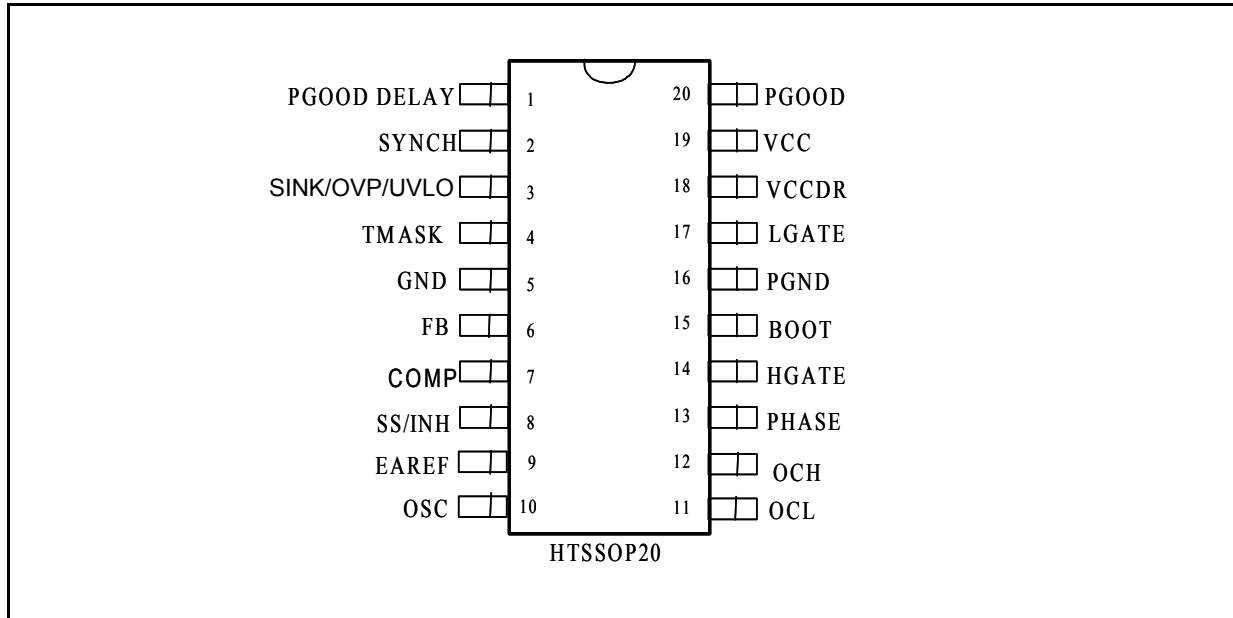 PGOOD DELAY 1 20 PGOOD
SYNCH 2 19 VCC
SINK/OVP/UVLO 3 18 VCCDR
TMASK 4 17 LGATE
GND 5 16 PGND
FB 6 15 BOOT
COMP 7 14 HGATE
SS/INH 8 13 PHASE
EAREF 9 12 OCH
OSC 10 11 OCL
HTSSOP20